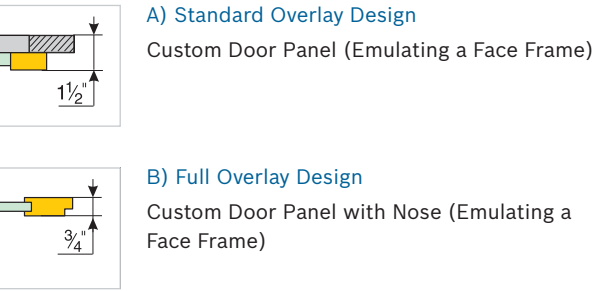 A) Standard Overlay Design
Custom Door Panel (Emulating a Face Frame)
1½"
B) Full Overlay Design
Custom Door Panel with Nose (Emulating a
Face Frame)
¾"